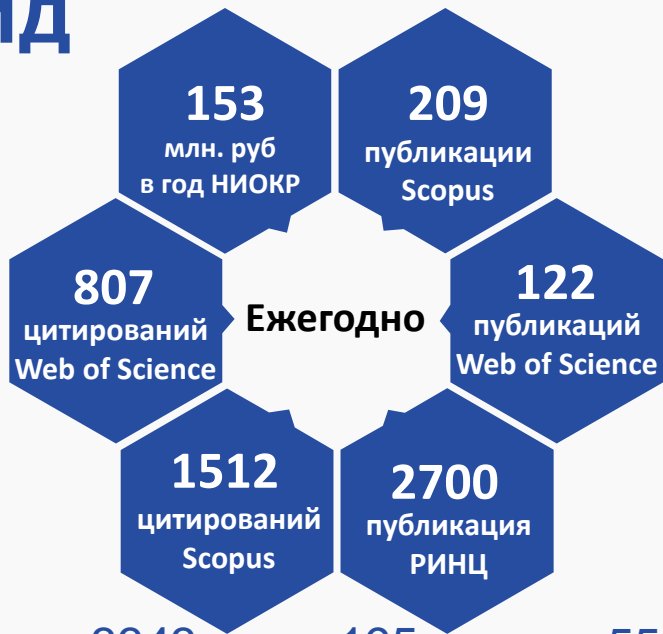 153
млн. руб
в год НИОКР
209
публикации
Scopus
807
цитирований
Web of Science
Ежегодно
122
публикаций
Web of Science
1512
цитирований
Scopus
2700
публикация
РИНЦ